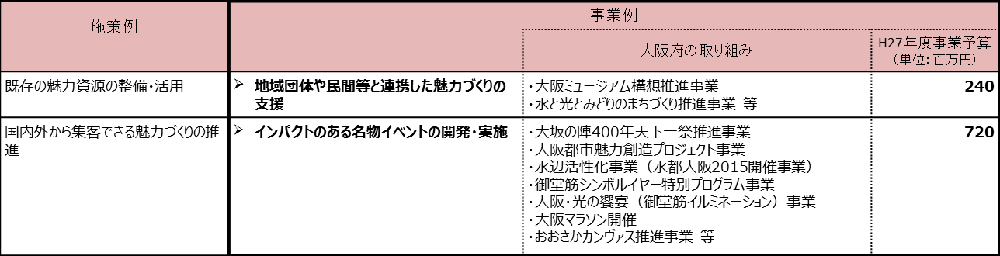 施策例
事業例
大阪府の取り組み
H27年度事業予算
（単位：百万円）
既存の魅力資源の整備・活用
➢ 地域団体や民間等と連携した魅力づくりの
支援
・大阪ミュージアム構想推進事業
・水と光とみどりのまちづくり推進事業 等
240
国内外から集客できる魅力づくりの推
進
➢ インパクトのある名物イベントの開発・実施
・大坂の陣400年天下一祭推進事業
・大阪都市魅力創造プロジェクト事業
・水辺活性化事業（水都大阪2015開催事業）
・御堂筋シンボルイヤー特別プログラム事業
・大阪・光の饗宴（御堂筋イルミネーション）事業
・大阪マラソン開催
・おおさかカンヴァス推進事業 等
720